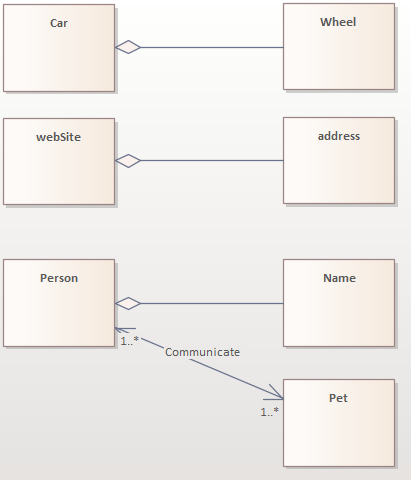 Car
Wheel
webSite
address
Person
Name
1..*
Communicate
Pet
1..*